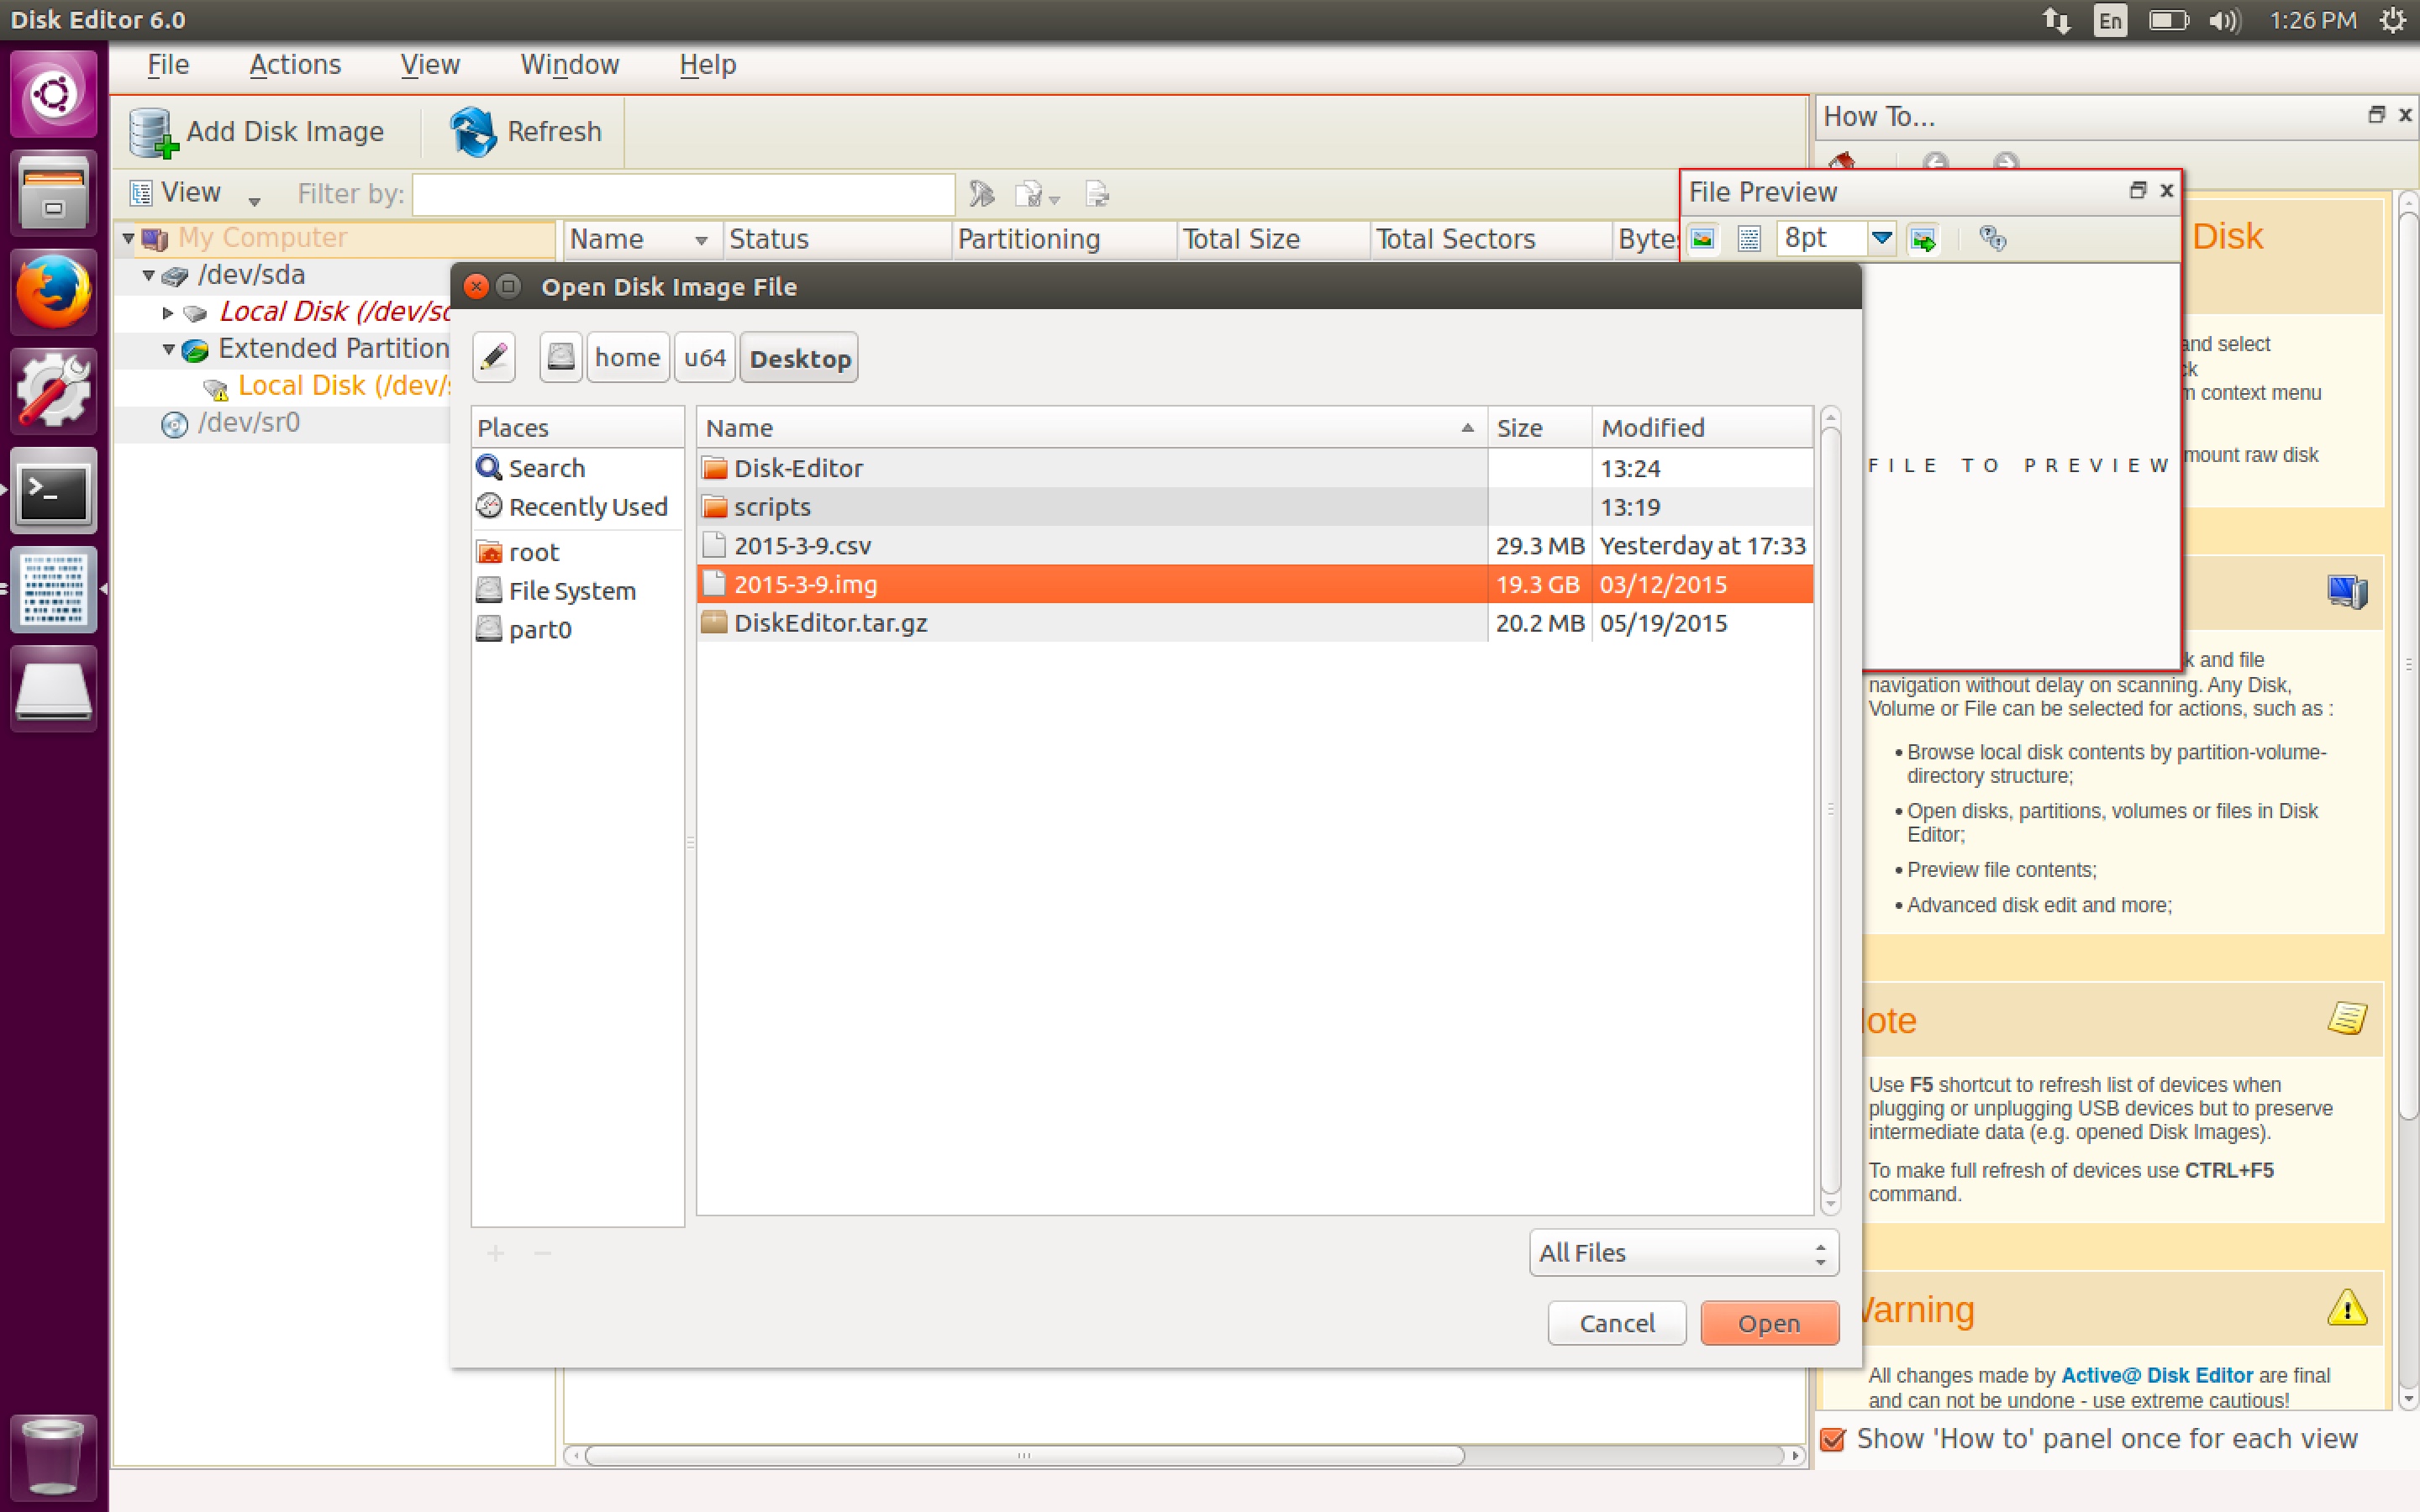 Disk Editor 6.0
En
1:26 PM
File Actions View Window Help
Add Disk Image
Refresh
How To...
View
Filter by:
File Preview
8pt
Disk
My Computer
Name Status Partitioning Total Size Total Sectors Bytes
/dev/sda
Local Disk (/dev/sd
Extended Partition
Local Disk (/dev/s
/dev/sr0
Open Disk Image File
home u64 Desktop
Places
Search
Recently Used
root
File System
part0
Name Size Modified
Disk-Editor 13:24
scripts 13:19
2015-3-9.csv 29.3 MB Yesterday at 17:33
2015-3-9.img 19.3 GB 03/12/2015
DiskEditor.tar.gz 20.2 MB 05/19/2015
All Files
Cancel Open
FILE TO PREVIEW
and select
context menu
mount raw disk
and file
navigation without delay on scanning. Any Disk,
Volume or File can be selected for actions, such as :
• Browse local disk contents by partition-volume-
directory structure;
• Open disks, partitions, volumes or files in Disk
Editor;
• Preview file contents;
• Advanced disk edit and more;
ote
Use F5 shortcut to refresh list of devices when
plugging or unplugging USB devices but to preserve
intermediate data (e.g. opened Disk Images).
To make full refresh of devices use CTRL+F5
command.
Warning
All changes made by Active@ Disk Editor are final
and can not be undone - use extreme cautious!
Show 'How to' panel once for each view